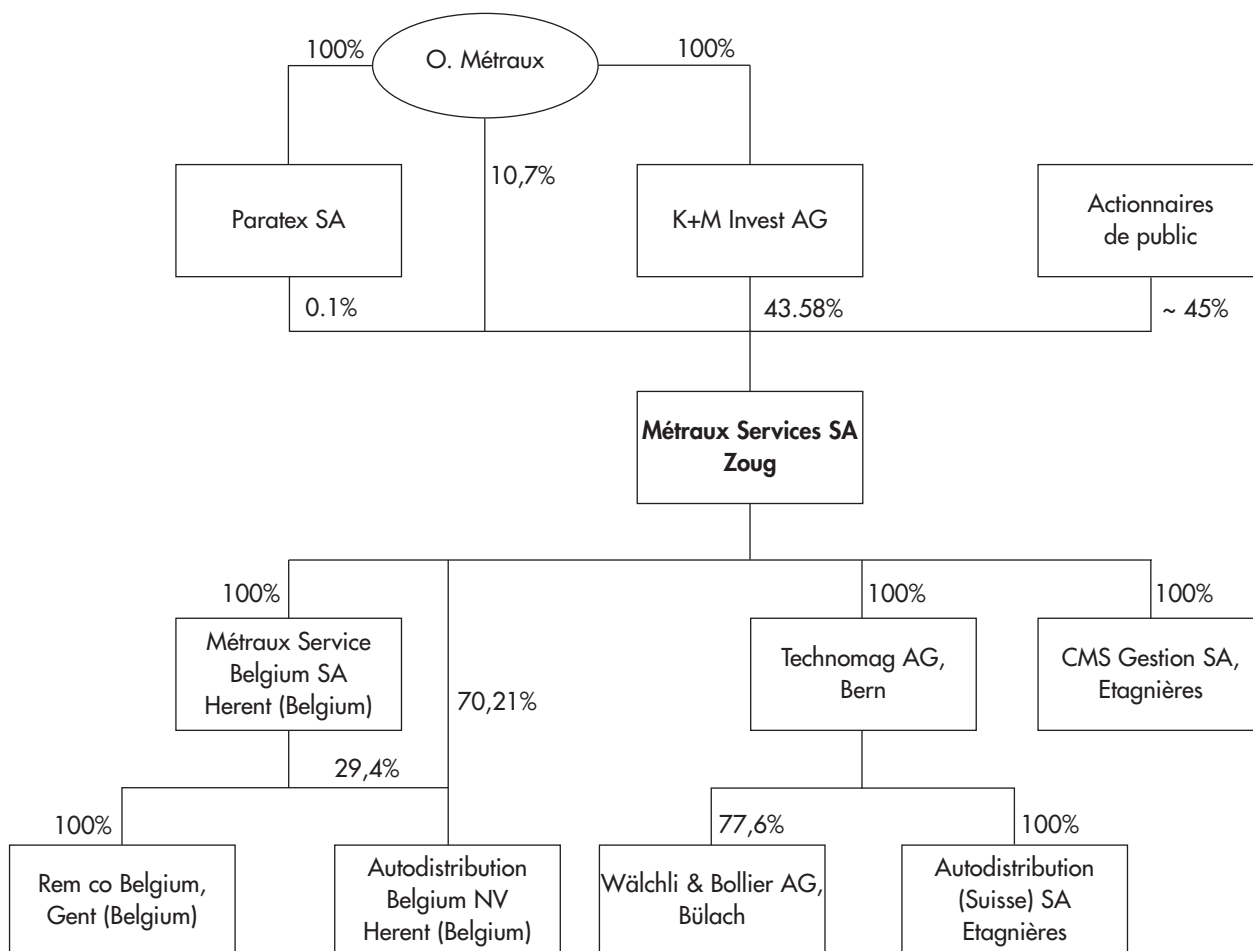 100%
O. Métraux
100%
10,7%
Paratex SA
K+M Invest AG
Actionnaires
de public
0.1%
43.58%
~ 45%
Métraux Services SA
Zoug
100%
100%
100%
Métraux Service
Belgium SA
Herent (Belgium)
70,21%
Technomag AG,
Bern
CMS Gestion SA,
Etagnières
29,4%
100%
77,6%
100%
Rem co Belgium,
Gent (Belgium)
Autodistribution
Belgium NV
Herent (Belgium)
Wälchli & Bollier AG,
Bülach
Autodistribution
(Suisse) SA
Etagnières